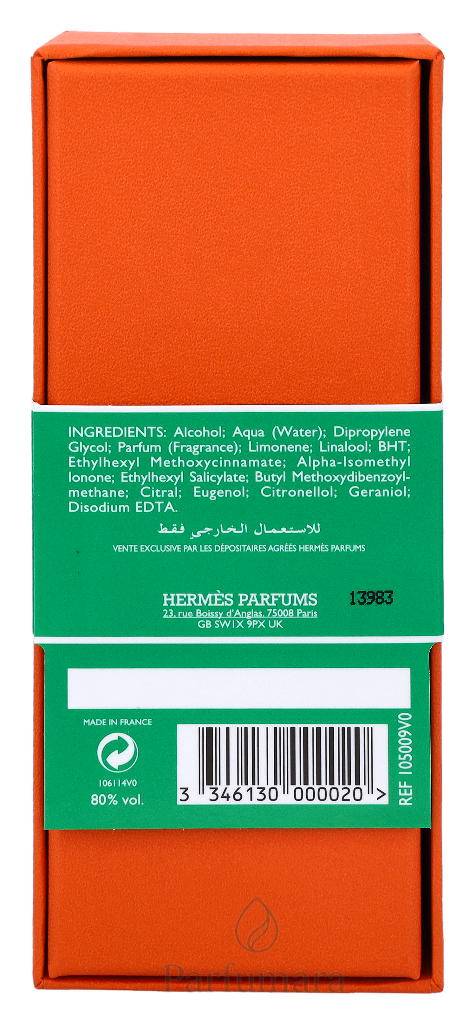 INGREDIENTS: Alcohol; Aqua (Water); Dipropylene
Glycol; Parfum (Fragrance); Limonene; Linalool; BHT;
Ethylhexyl Methoxycinnamate; Alpha-Isomethyl
Ionone; Ethylhexyl Salicylate; Butyl Methoxydibenzoyl-
methane; Citral; Eugenol; Citronellol; Geraniol;
Disodium EDTA.
للاستعمال الخارجي فقط
VENTE EXCLUSIVE PAR LES DÉPOSITAIRES AGRÉÉS HERMÈS PARFUMS
HERMÈS PARFUMS
13983
23, rue Boissy d'Anglas, 75008 Paris
GB SW1X 9PX UK
MADE IN FRANCE
106114V0
80% vol.
3 346130 000020 >
REF 105009V0
Parfumara